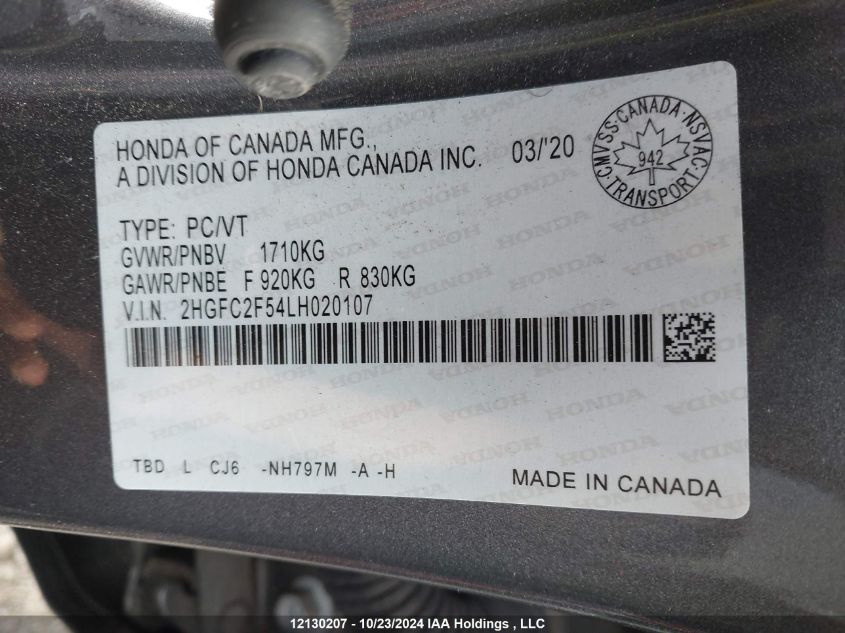 HONDA OF CANADA MFG.,
A DIVISION OF HONDA CANADA INC. 03/'20
CMVSS·CANADA·NSVAC
942
TRANSPORT
TYPE: PC/VT
GVWR/PNBV 1710KG
GAWR/PNBE F 920KG R 830KG
V.I.N. 2HGFC2F54LH020107
TBD L CJ6 -NH797M -A -H
MADE IN CANADA
12130207 - 10/23/2024 IAA Holdings , LLC